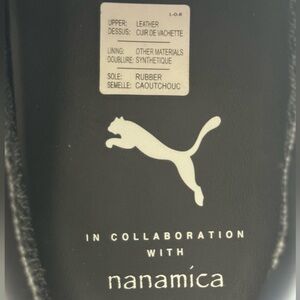 L-O-R
UPPER: LEATHER
DESSUS: CUIR DE VACHETTE
LINING: OTHER MATERIALS
DOUBLURE: SYNTHETIQUE
SOLE: RUBBER
SEMELLE: CAOUTCHOUC
IN COLLABORATION
WITH
nanamica